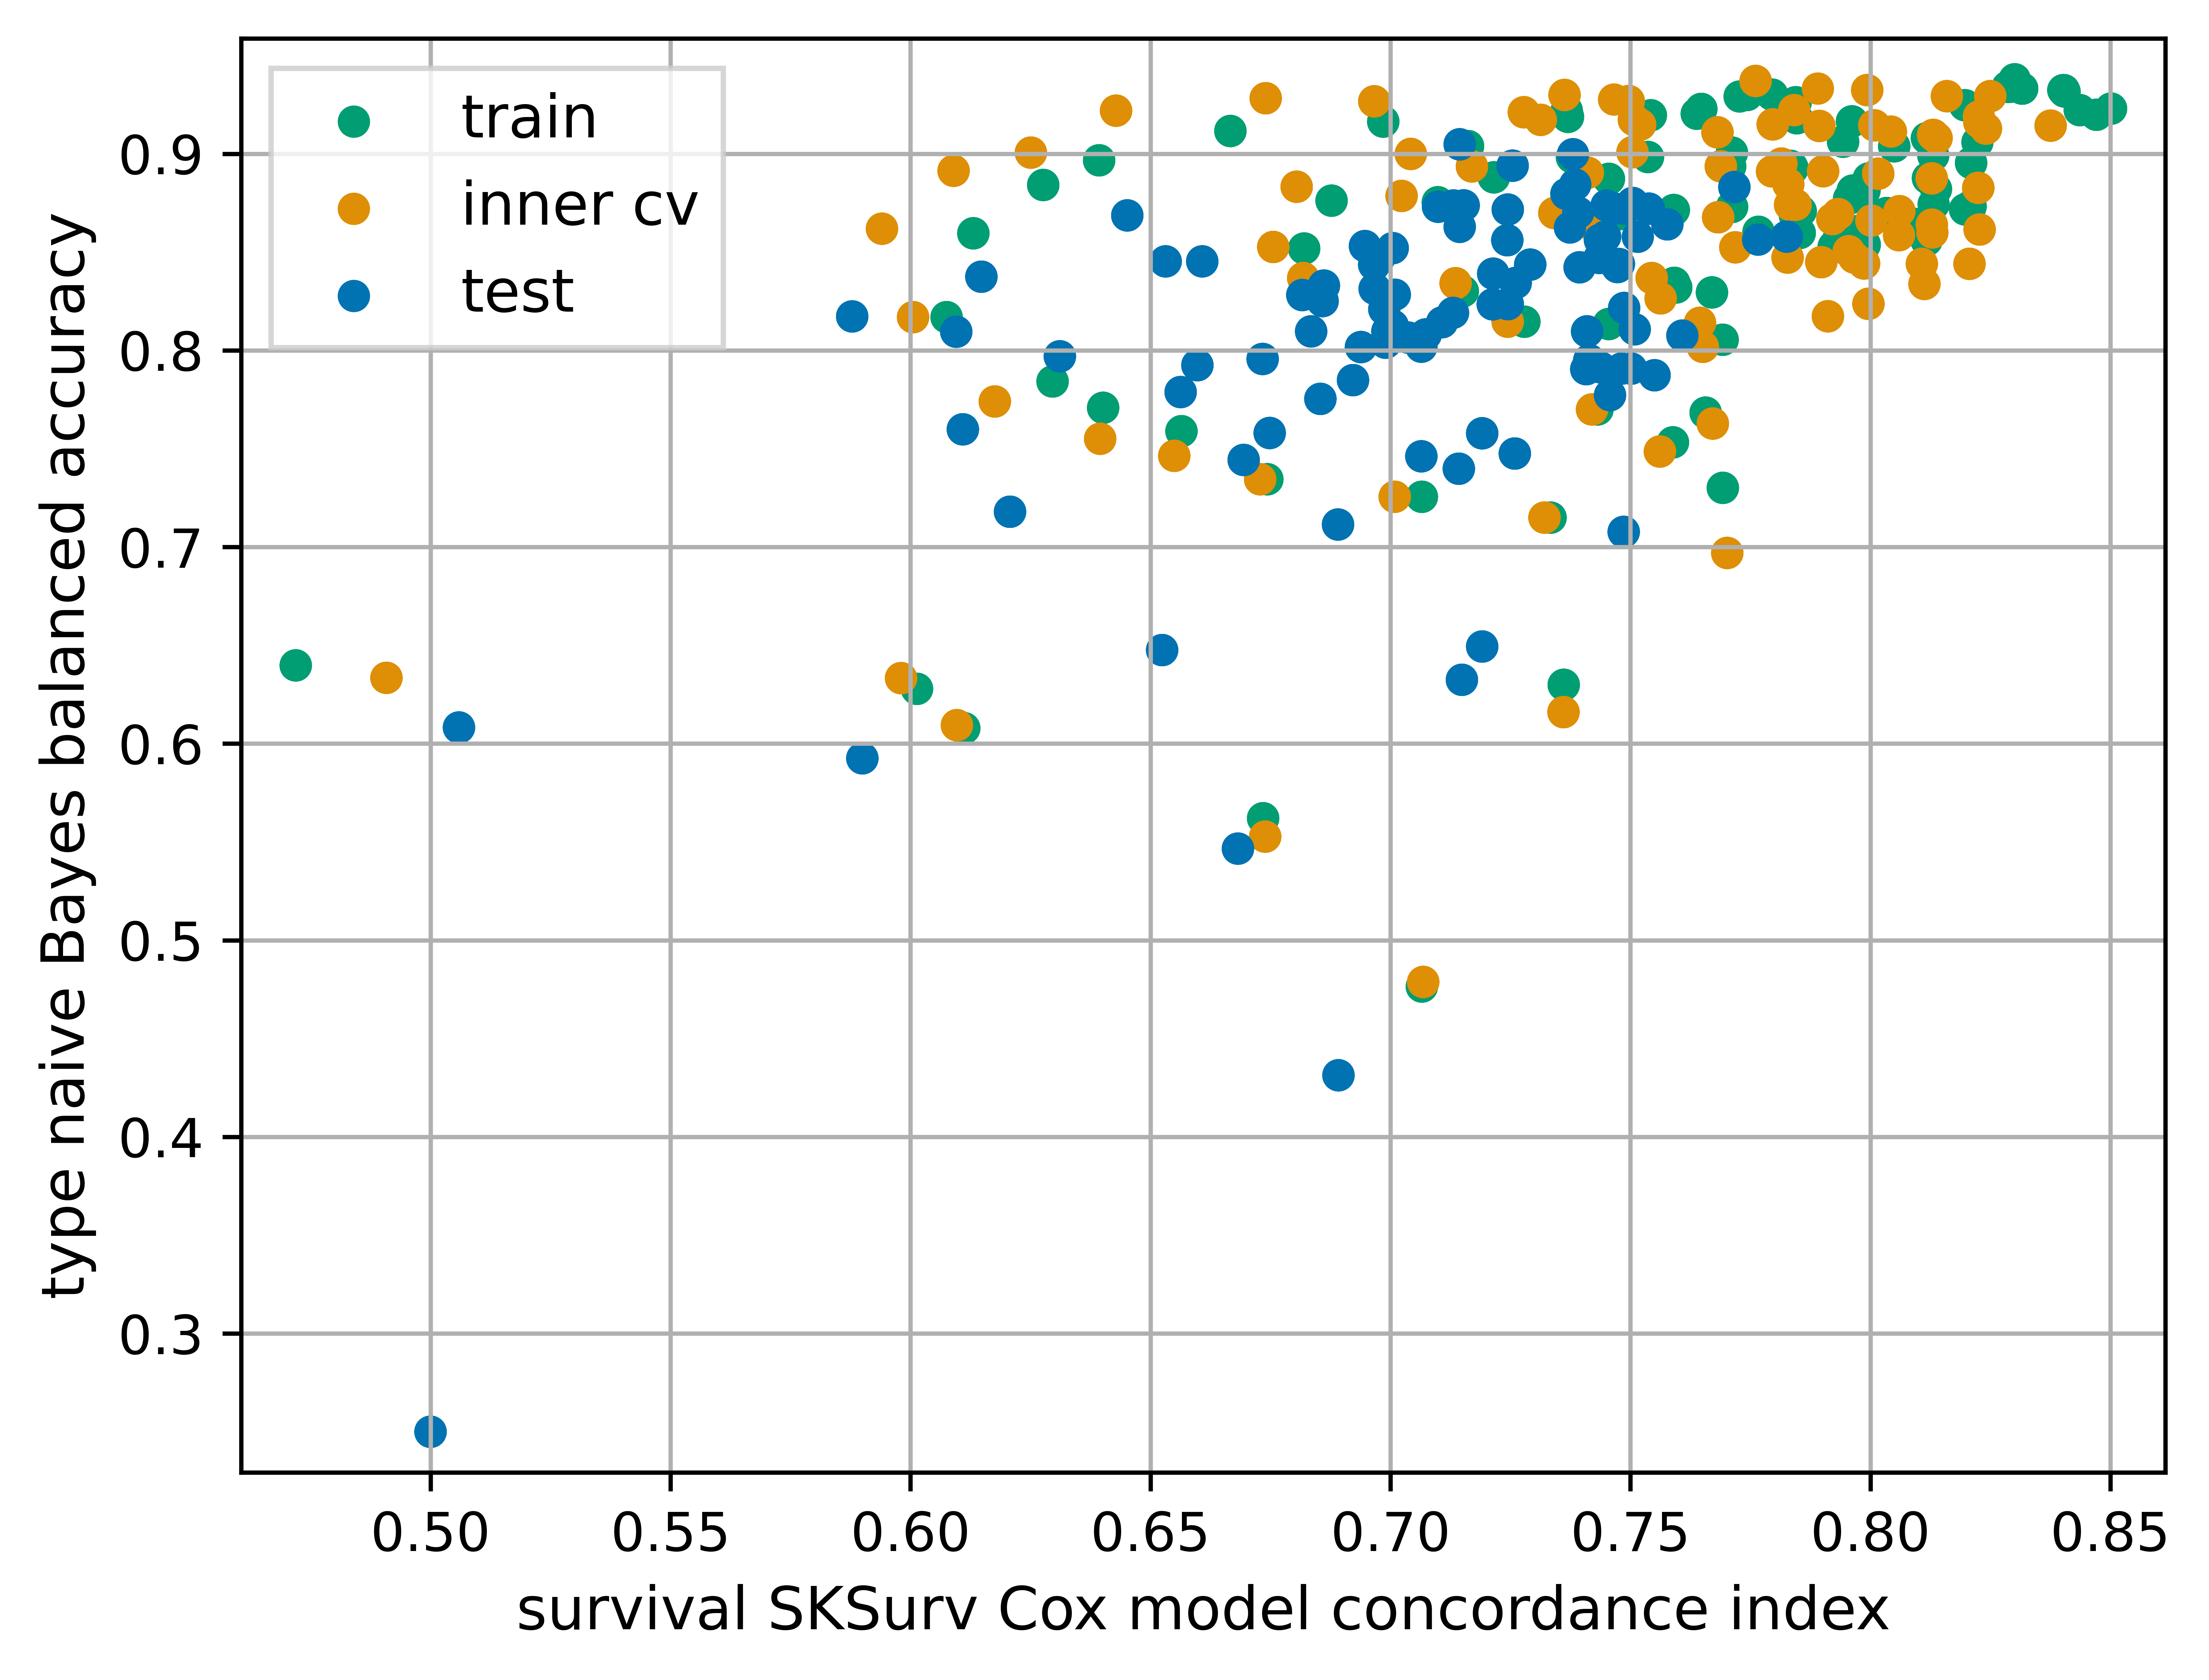 train
inner cv
test
0.9
0.8
0.7
0.6
0.5
0.4
0.3
type naive Bayes balanced accuracy
0.50 0.55 0.60 0.65 0.70 0.75 0.80 0.85
survival SKSurv Cox model concordance index